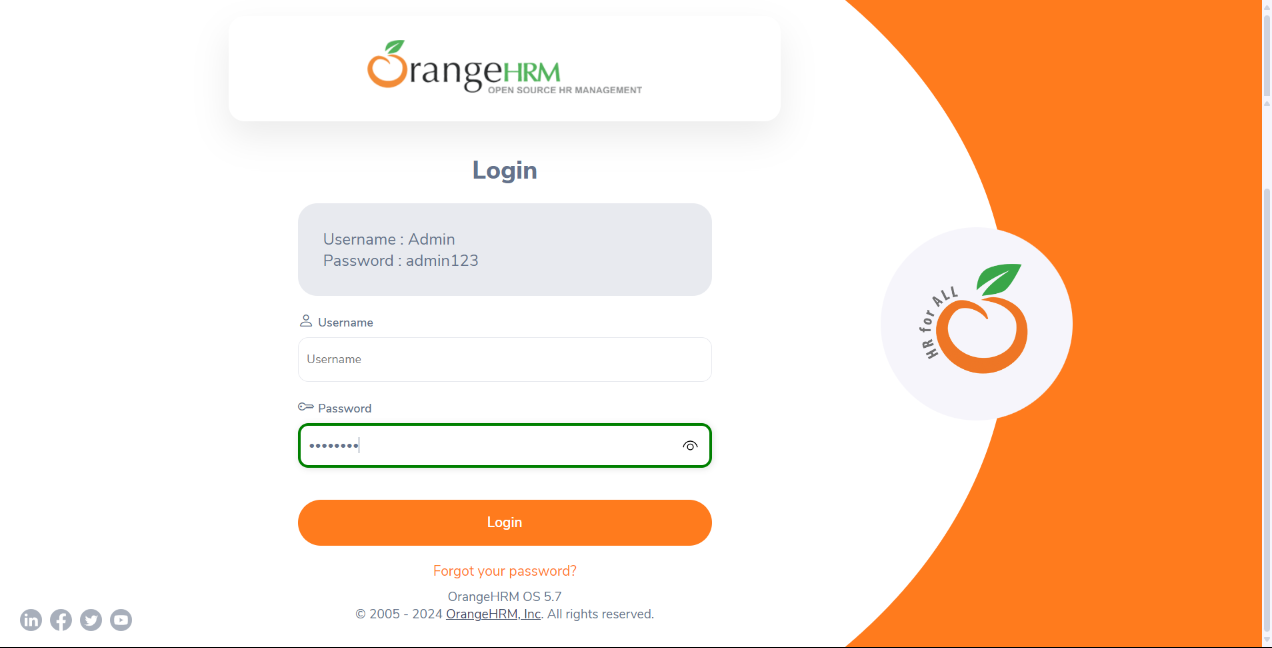 OrangeHRM
OPEN SOURCE HR MANAGEMENT
Login
Username : Admin
Password : admin123
Username
Username
Password
••••••••
Login
Forgot your password?
OrangeHRM OS 5.7
© 2005 - 2024 OrangeHRM, Inc. All rights reserved.
HR for ALL